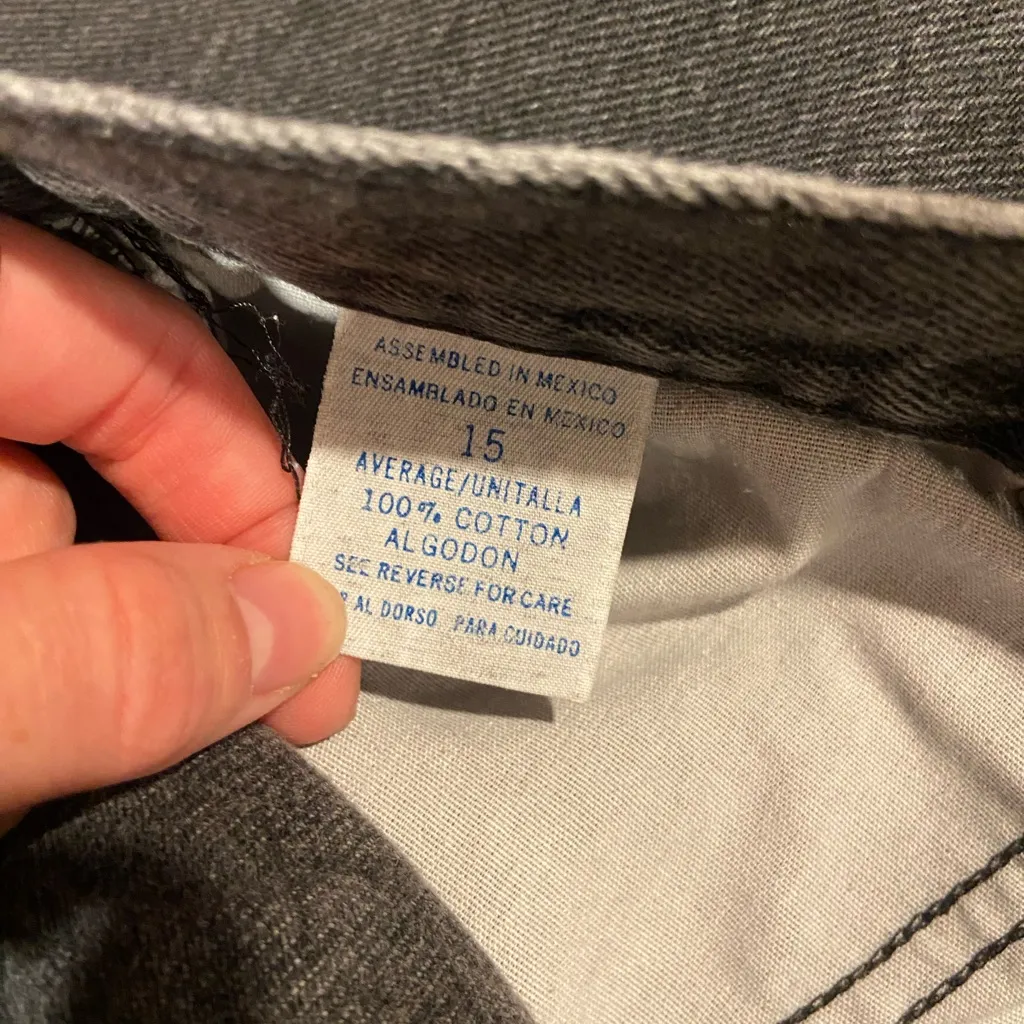 ASSEMBLED IN MEXICO
ENSAMBLADO EN MEXICO
15
AVERAGE/UNITALLA
100% COTTON
ALGODON
SEE REVERSE FOR CARE
AL DORSO PARA CUIDADO